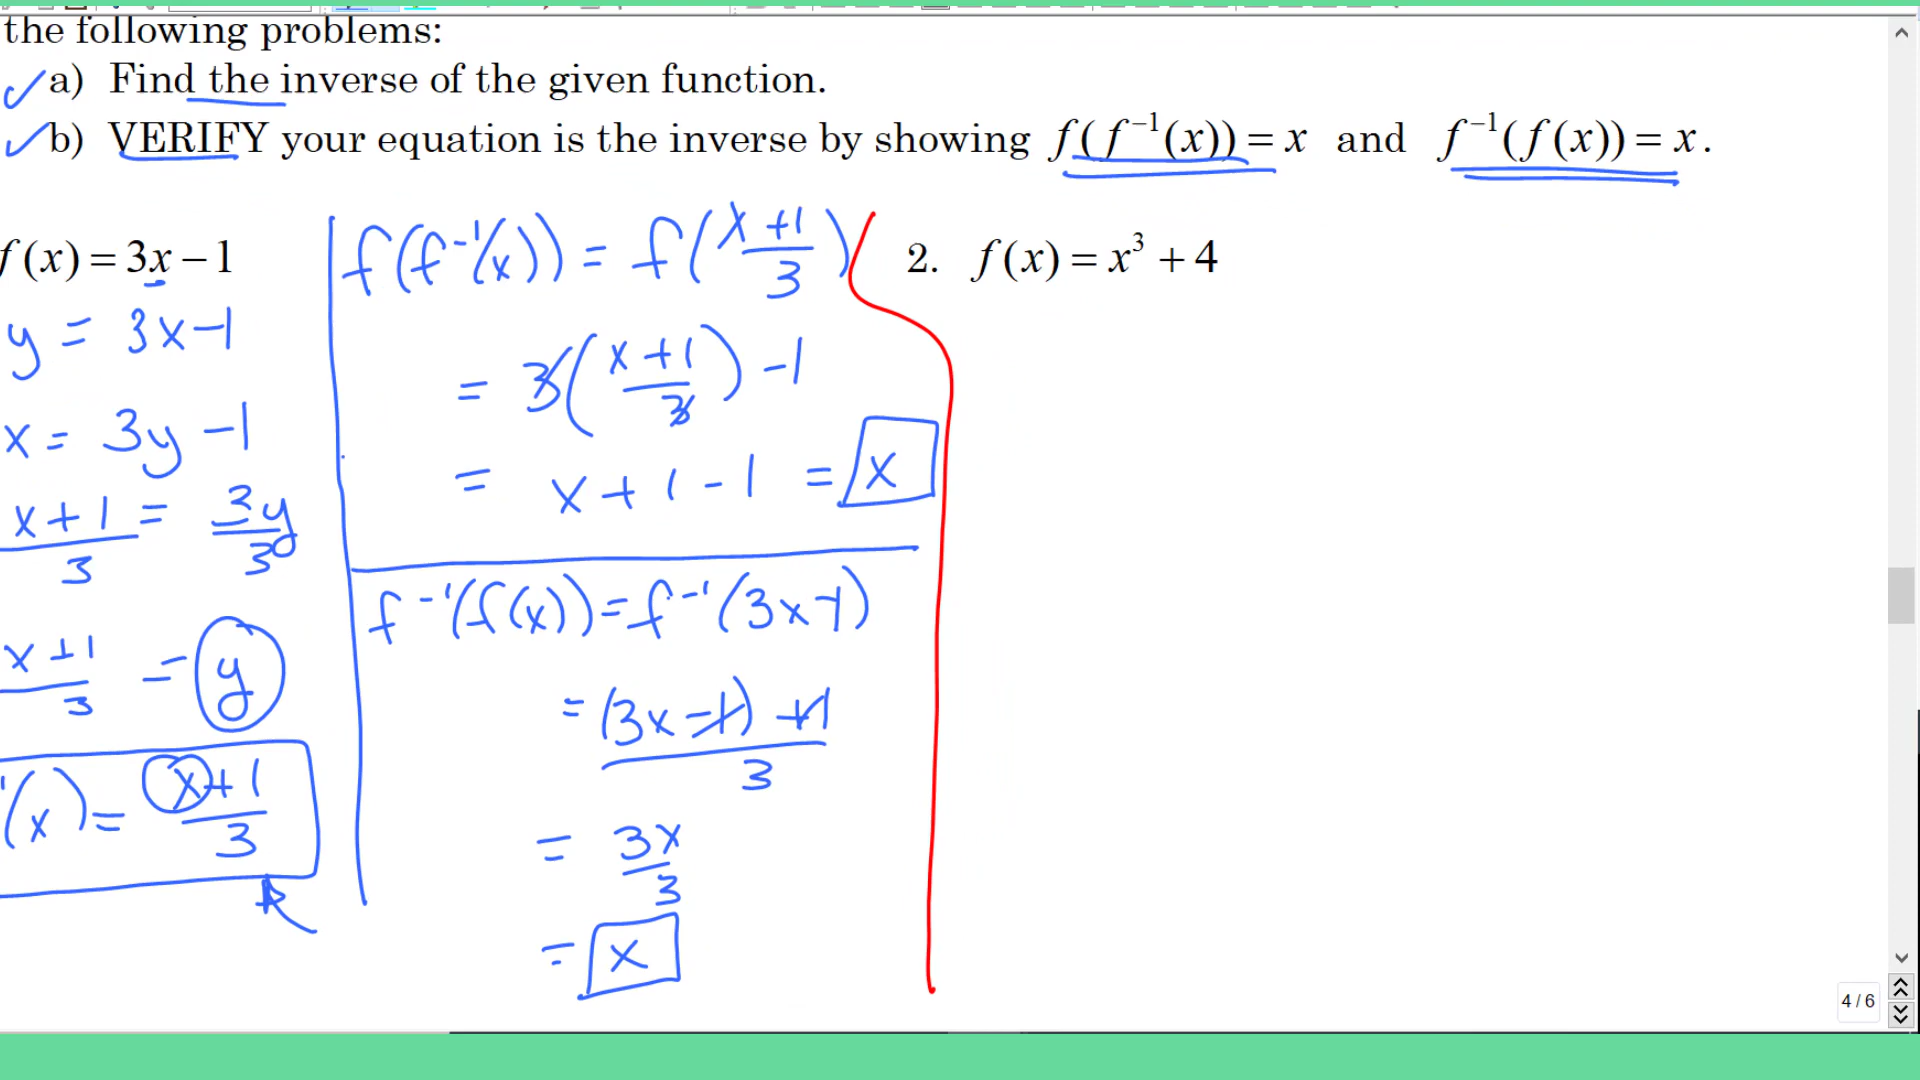 the following problems:
a) Find the inverse of the given function.
b) VERIFY your equation is the inverse by showing f(f⁻¹(x)) = x and f⁻¹(f(x)) = x.
f(x) = 3x − 1
y = 3x−1
x = 3y −1
x+1/3 = 3y/3
x+1/3 = y
⁻¹(x) = x+1/3
f(f⁻¹(x)) = f(x+1/3)
= 3(x+1/3) −1
= x+1−1 = x
f⁻¹(f(x)) = f⁻¹(3x−1)
= (3x−1)+1/3
= 3x/3
= x
2. f(x) = x³ + 4
4 / 6